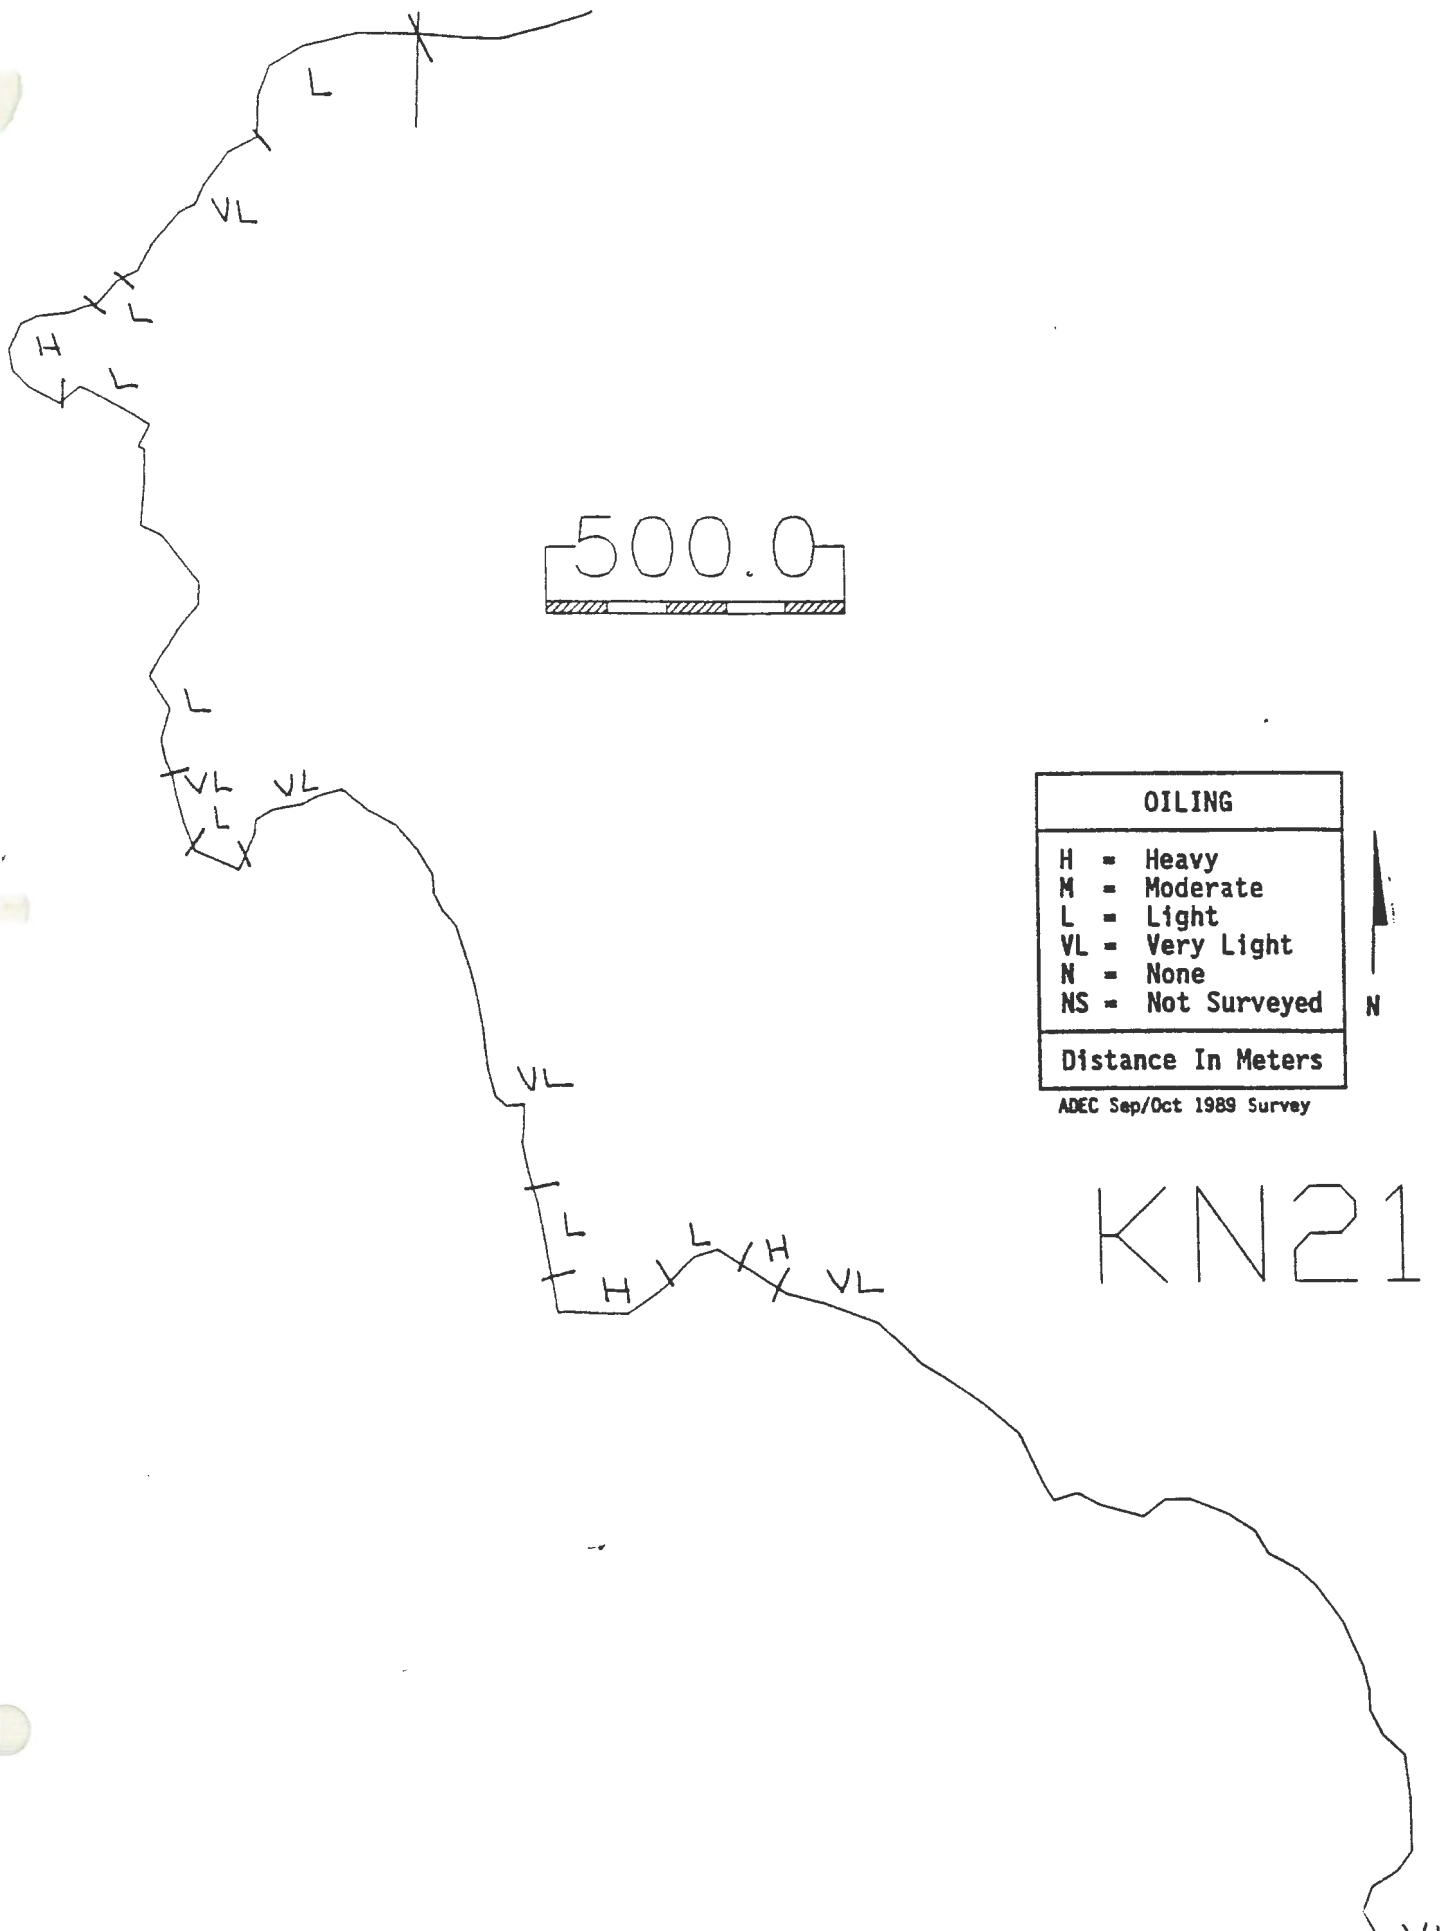 L
VL
L
H
L
500.0
L
VL
VL
L
OILING
H = Heavy
M = Moderate
L = Light
VL = Very Light
N = None
NS = Not Surveyed
N
Distance In Meters
ADEC Sep/Oct 1989 Survey
VL
KN21
L
L
H
H
VL